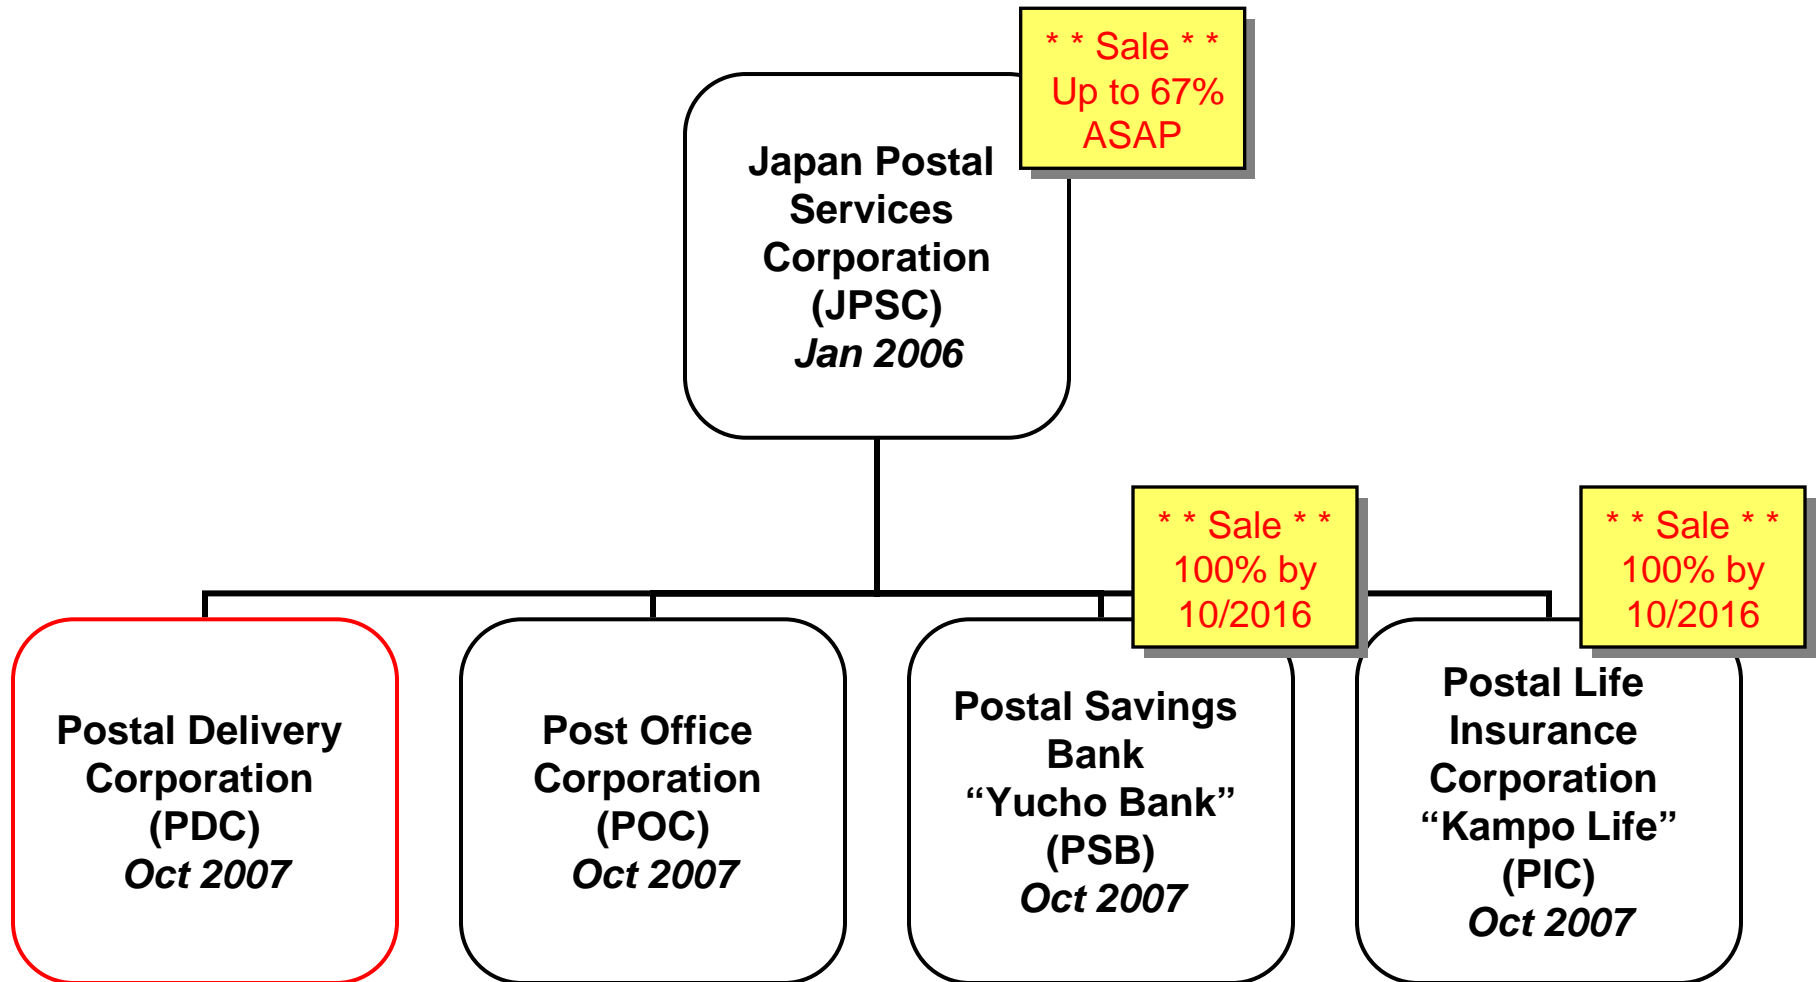 * * Sale * *
Up to 67%
ASAP
Japan Postal
Services
Corporation
(JPSC)
Jan 2006
* * Sale * *
100% by
10/2016
* * Sale * *
100% by
10/2016
Postal Delivery
Corporation
(PDC)
Oct 2007
Post Office
Corporation
(POC)
Oct 2007
Postal Savings
Bank
“Yucho Bank”
(PSB)
Oct 2007
Postal Life
Insurance
Corporation
“Kampo Life”
(PIC)
Oct 2007